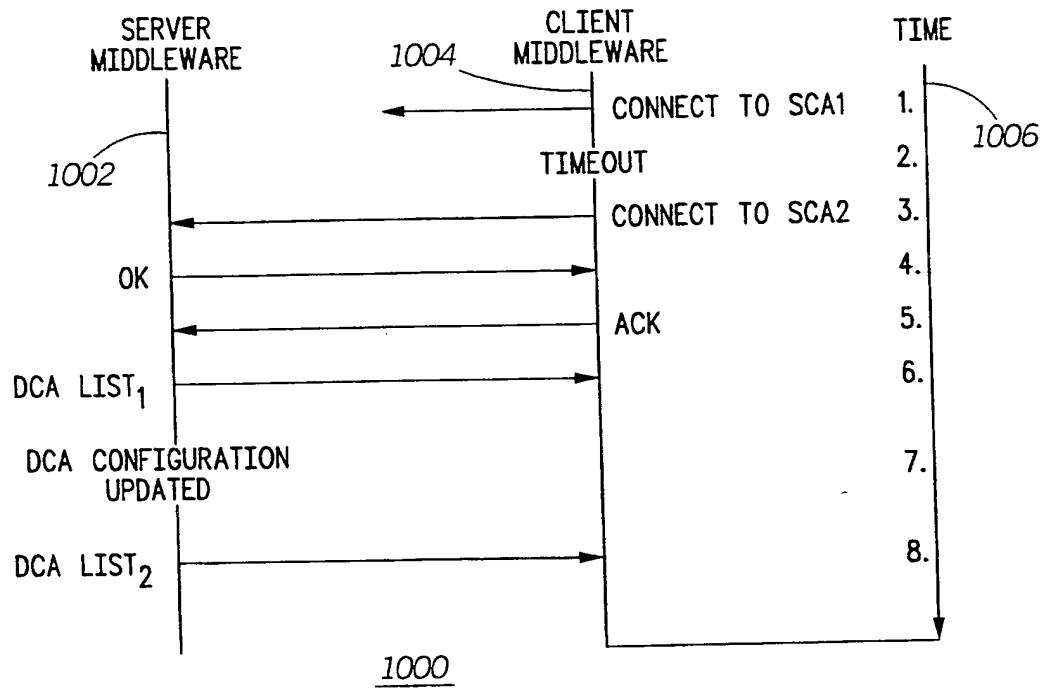 SERVER
MIDDLEWARE
CLIENT
MIDDLEWARE
TIME
1004
CONNECT TO SCA1
1.
1006
1002
TIMEOUT
2.
CONNECT TO SCA2
3.
OK
4.
ACK
5.
DCA LIST1
6.
DCA CONFIGURATION
UPDATED
7.
DCA LIST2
8.
1000